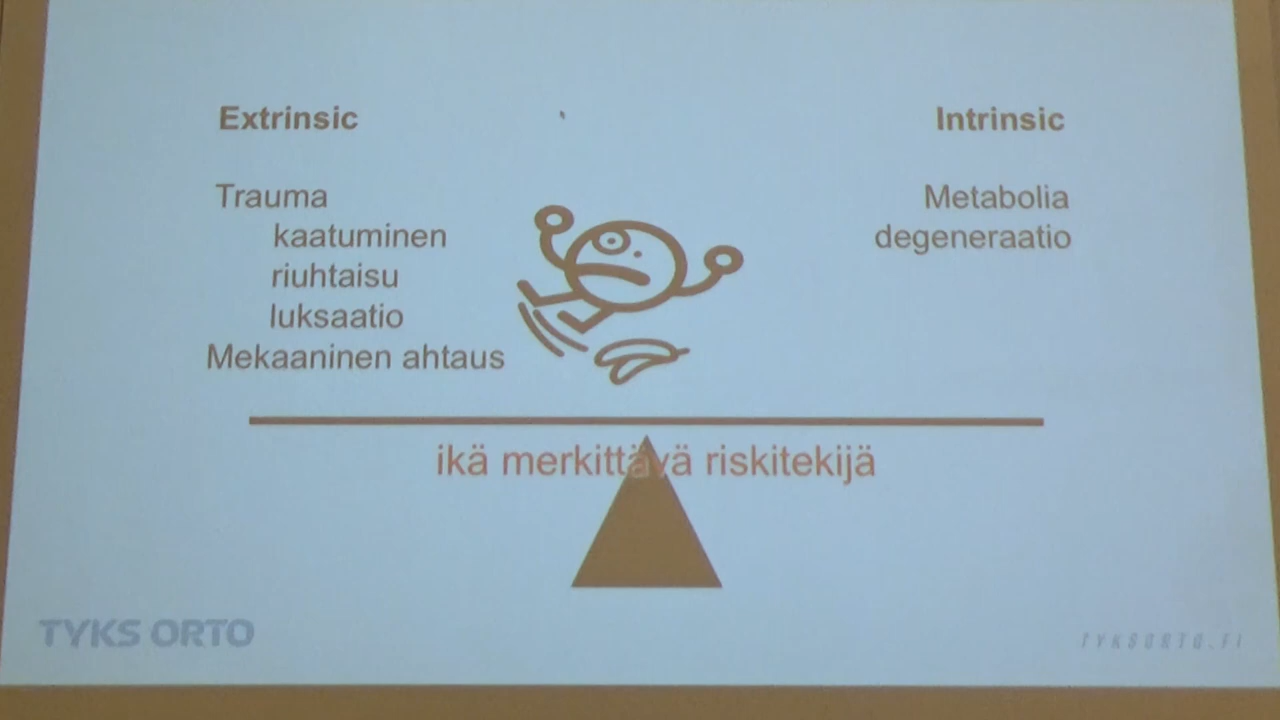 Extrinsic
Trauma
kaatuminen
riuhtaisu
luksaatio
Mekaaninen ahtaus
Intrinsic
Metabolia
degeneraatio
ikä merkittävä riskitekijä
TYKS ORTO
TYKSORTO.FI